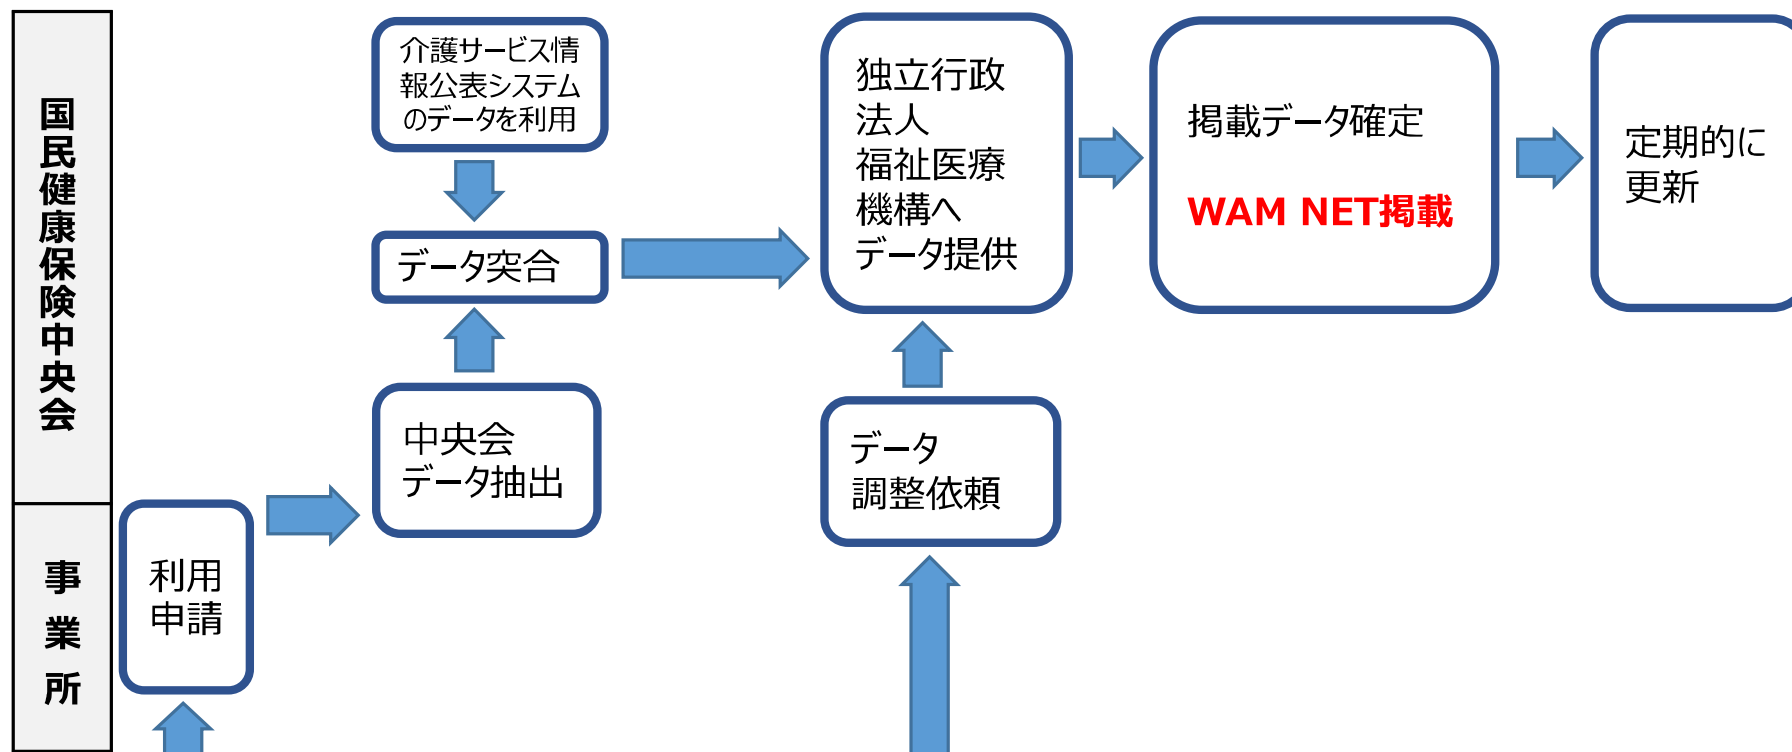 国民健康保険中央会
事業所
介護サービス情
報公表システム
のデータを利用
データ突合
中央会
データ抽出
利用
申請
独立行政
法人
福祉医療
機構へ
データ提供
データ
調整依頼
掲載データ確定
WAM NET掲載
定期的に
更新